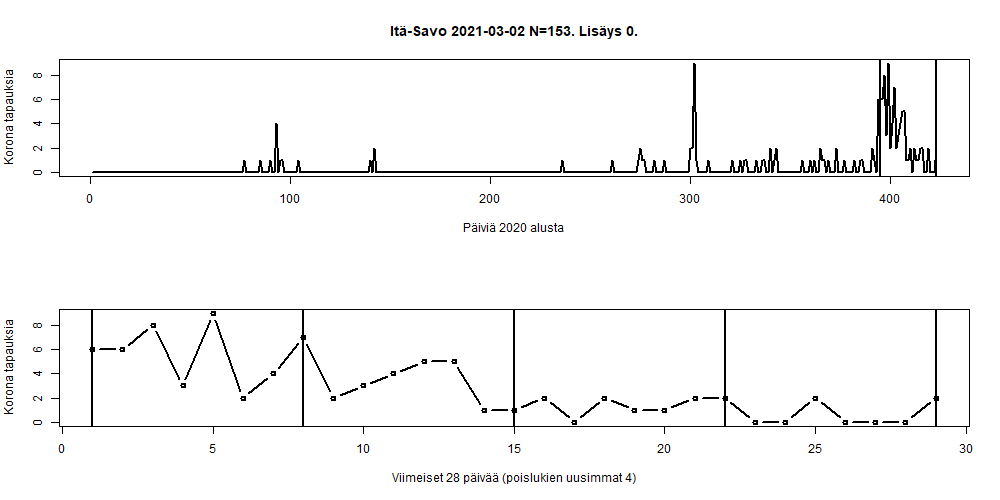 Itä-Savo 2021-03-02 N=153. Lisäys 0.
Korona tapauksia
0 2 4 6 8
0 100 200 300 400
Päiviä 2020 alusta
Korona tapauksia
0 2 4 6 8
0 5 10 15 20 25 30
Viimeiset 28 päivää (poislukien uusimmat 4)